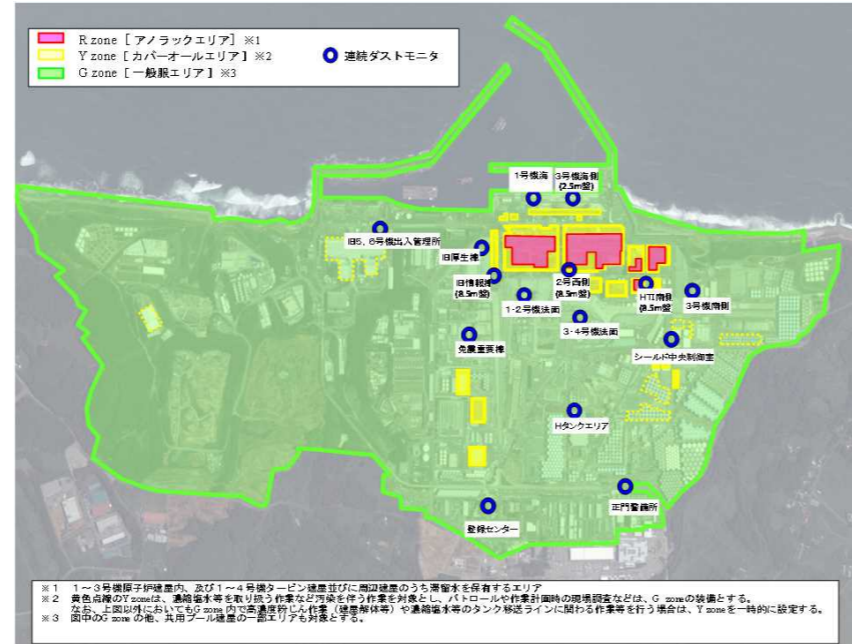 R zone [ アノラックエリア] ※1
Y zone [ カバーオールエリア ] ※2
G zone [ 一般服エリア ] ※3
連続ダストモニタ
1号機海
3号機海側
(2.5m盤)
旧5，6号機出入管理所
旧厚生棟
旧情報棟
(8.5m盤)
2号西側
(8.5m盤)
HTI南側
(8.5m盤
3号機南側
1・2号機法面
3・4号機法面
免震重要棟
シールド中央制御室
Hタンクエリア
正門警備所
登録センター
※１　１～３号機原子炉建屋内、及び１～４号機タービン建屋並びに周辺建屋のうち滞留水を保有するエリア
※２　黄色点線のY zoneは、濃縮塩水等を取り扱う作業など汚染を伴う作業を対象とし、パトロールや作業計画時の現場調査などは、G zoneの装備とする。
なお、上図以外においてもG zone 内で高濃度粉じん作業（建屋解体等）や濃縮塩水等のタンク移送ラインに関わる作業等を行う場合は、Y zoneを一時的に設定する。
※３　図中のG zone の他、共用プール建屋の一部エリアも対象とする。